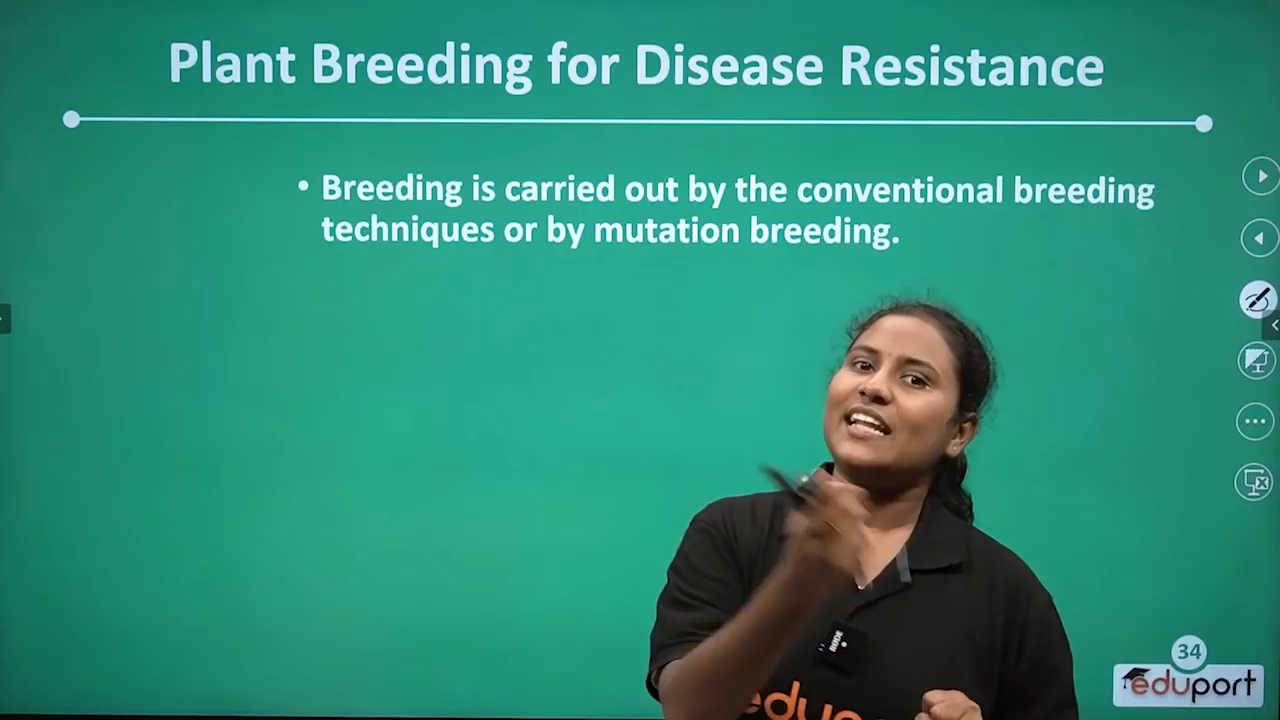 Plant Breeding for Disease Resistance
• Breeding is carried out by the conventional breeding
techniques or by mutation breeding.
RODE
34
eduport